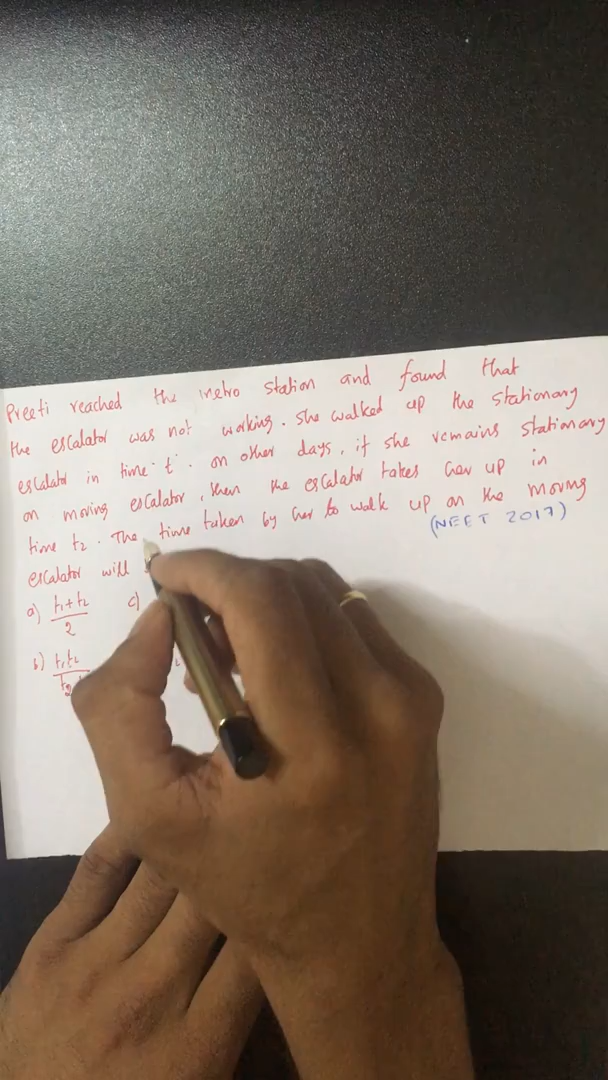 Preeti reached the metro station and found that
the escalator was not working. She walked up the stationary
escalator in time 't'. on other days, if she remains stationary
on moving escalator, then the escalator takes her up in
time t₂. The time taken by her to walk up on the moving
escalator will
(NEET 2017)
a) t₁+t₂/2 c)
b) t₁t₂/t₂